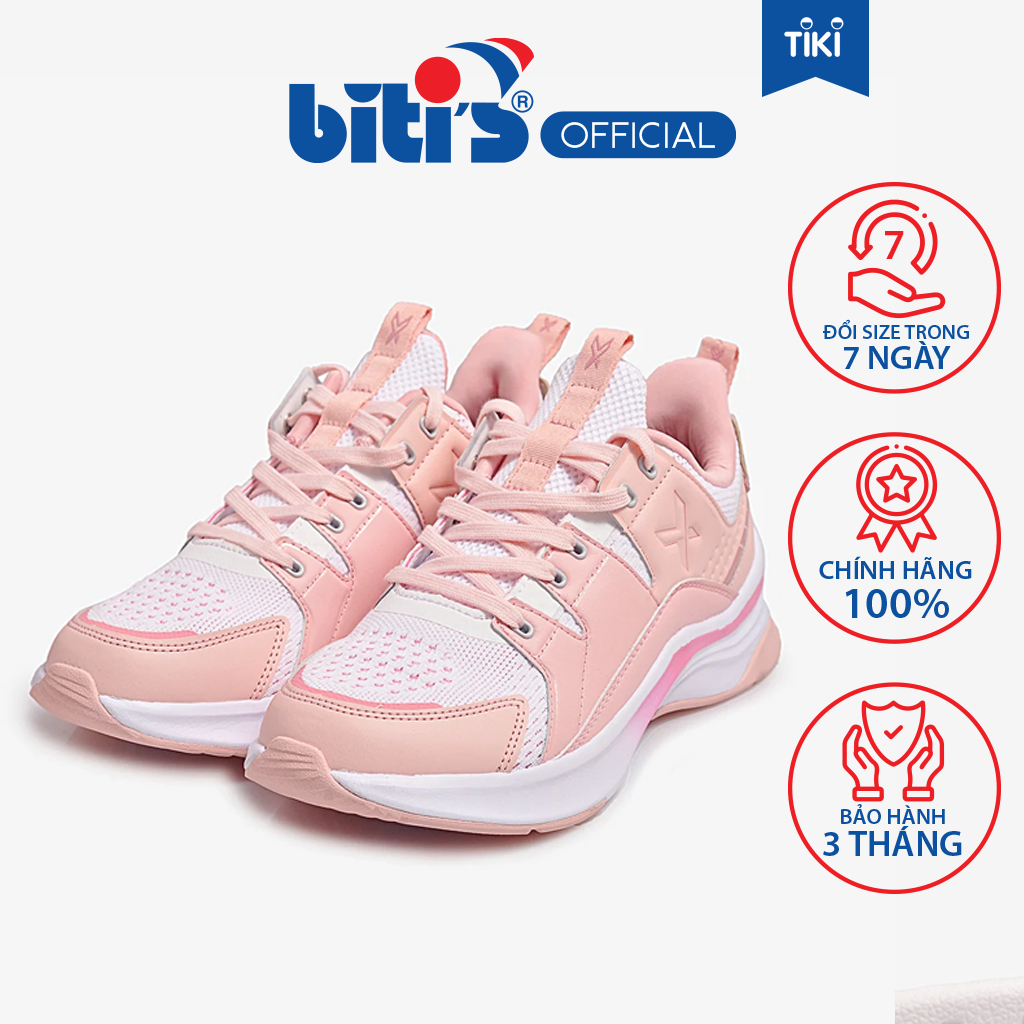 TiKi
biti's®
OFFICIAL
7
ĐỔI SIZE TRONG
7 NGÀY
CHÍNH HÃNG
100%
BẢO HÀNH
3 THÁNG